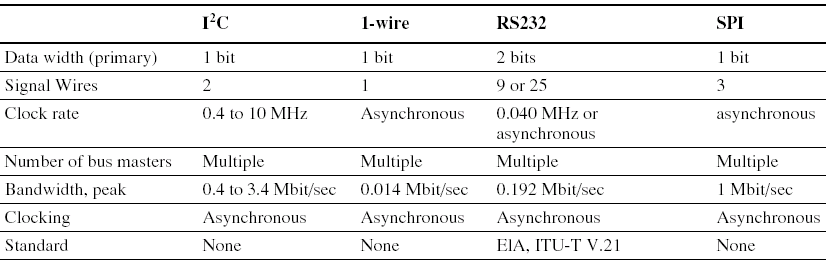 I²C 1-wire RS232 SPI
Data width (primary) 1 bit 1 bit 2 bits 1 bit
Signal Wires 2 1 9 or 25 3
Clock rate 0.4 to 10 MHz Asynchronous 0.040 MHz or asynchronous
asynchronous
Number of bus masters Multiple Multiple Multiple Multiple
Bandwidth, peak 0.4 to 3.4 Mbit/sec 0.014 Mbit/sec 0.192 Mbit/sec 1 Mbit/sec
Clocking Asynchronous Asynchronous Asynchronous Asynchronous
Standard None None EIA, ITU-T V.21 None